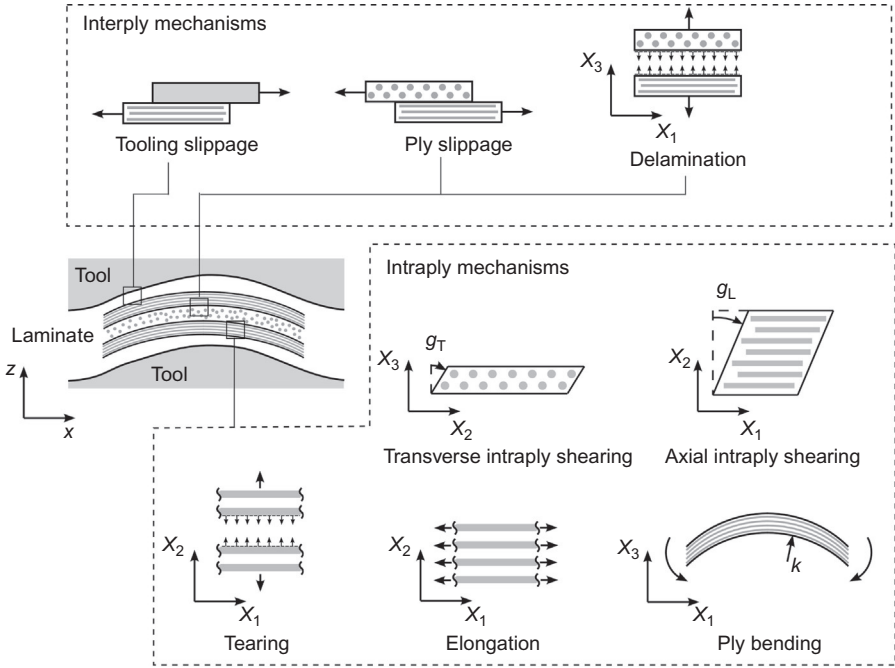 Interply mechanisms
Tooling slippage
Ply slippage
X3
X1
Delamination
Tool
Laminate
Tool
z
x
Intraply mechanisms
gT
X3
X2
Transverse intraply shearing
gL
X2
X1
Axial intraply shearing
X2
X1
Tearing
X2
X1
Elongation
X3
X1
k
Ply bending